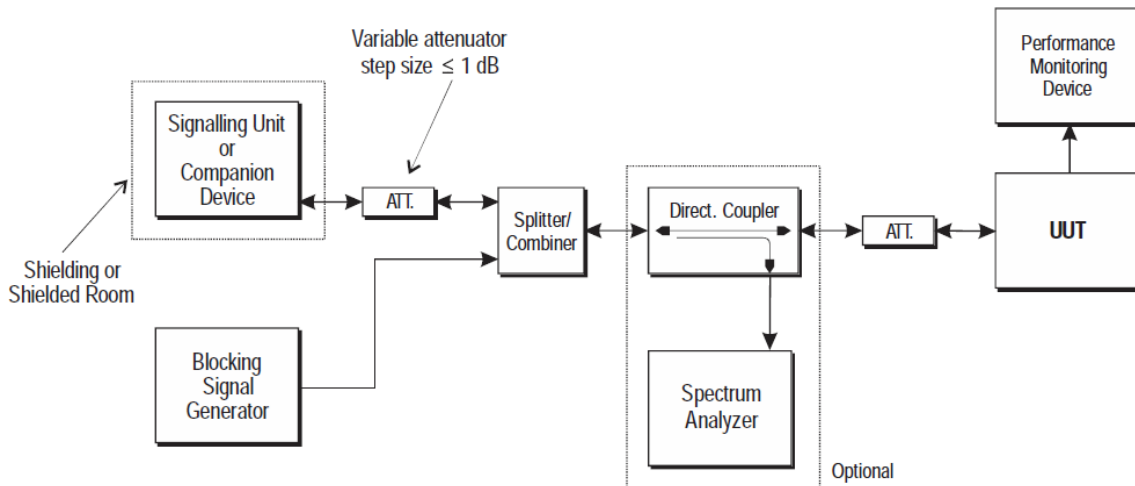 Variable attenuator
step size ≤ 1 dB
Performance
Monitoring
Device
Signalling Unit
or
Companion
Device
ATT.
Splitter/
Combiner
Direct. Coupler
ATT.
UUT
Shielding or
Shielded Room
Blocking
Signal
Generator
Spectrum
Analyzer
Optional